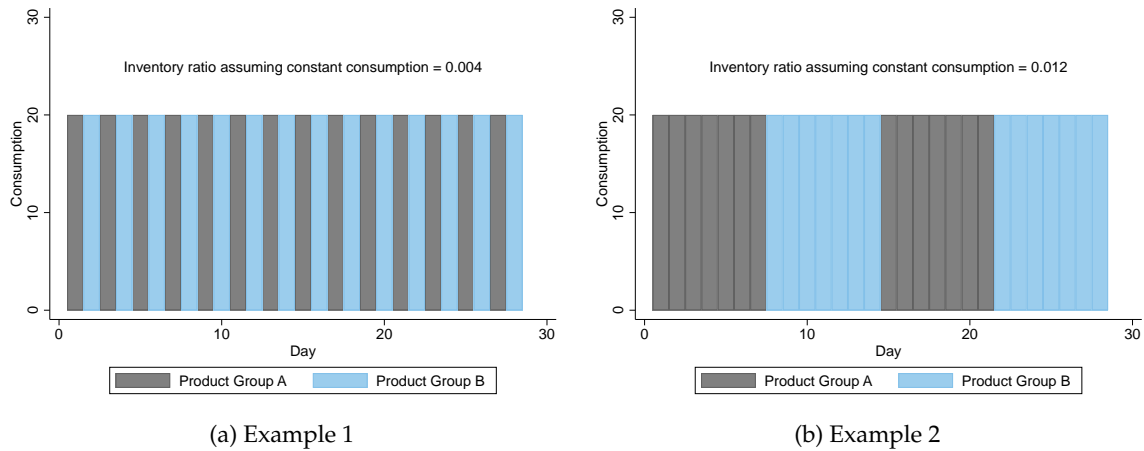 Inventory ratio assuming constant consumption = 0.004
Consumption
30
20
10
0
0 10 20 30
Day
Product Group A Product Group B
(a) Example 1
Inventory ratio assuming constant consumption = 0.012
Consumption
30
20
10
0
0 10 20 30
Day
Product Group A Product Group B
(b) Example 2